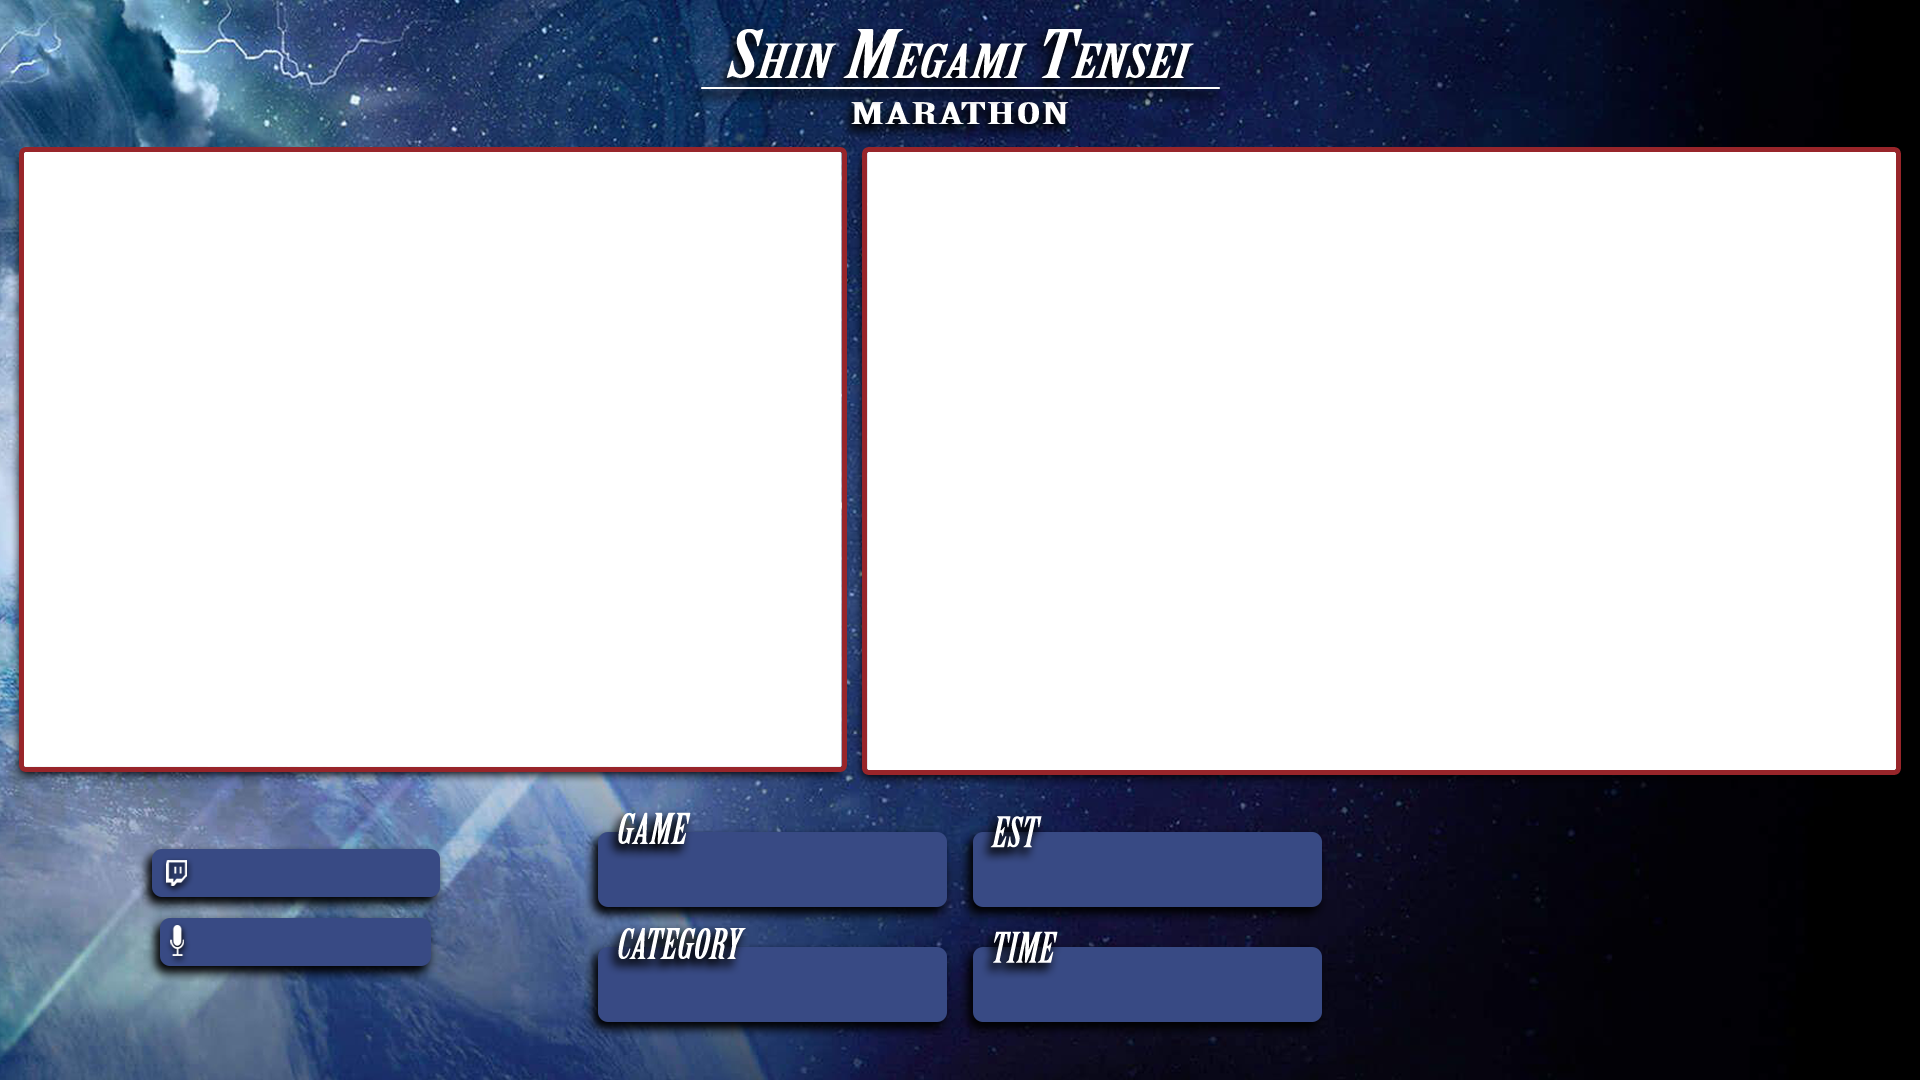 SHIN MEGAMI TENSEI
MARATHON
GAME
EST
CATEGORY
TIME